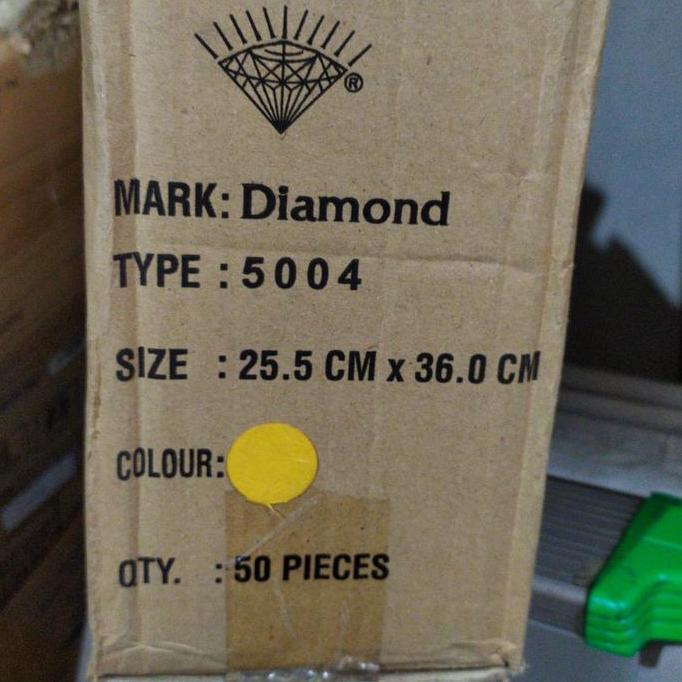 ®
MARK: Diamond
TYPE : 5004
SIZE : 25.5 CM x 36.0 CM
COLOUR:
QTY. : 50 PIECES